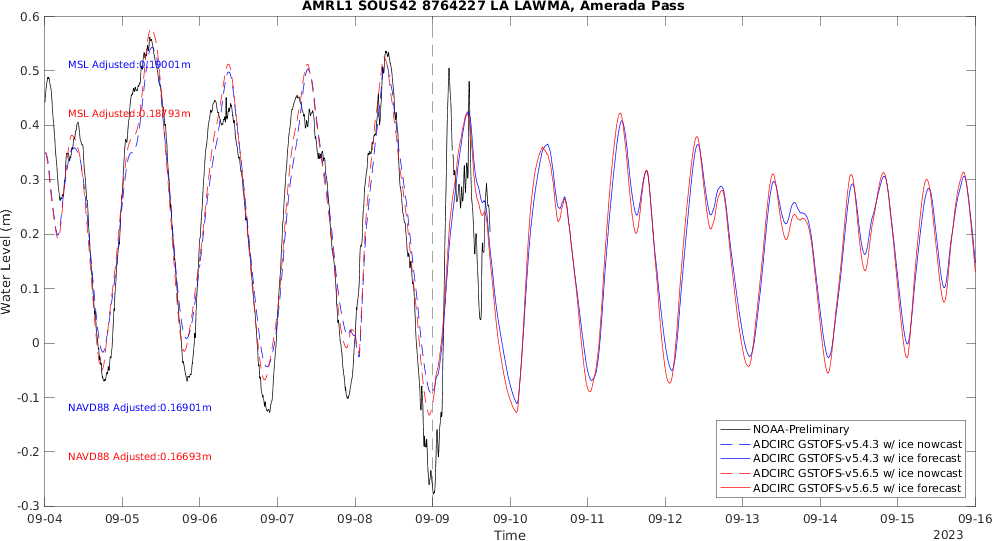 AMRL1 SOUS42 8764227 LA LAWMA, Amerada Pass
0.6
0.5
0.4
0.3
0.2
0.1
0
-0.1
-0.2
-0.3
Water Level (m)
MSL Adjusted:0.19001m
MSL Adjusted:0.18793m
NAVD88 Adjusted:0.16901m
NAVD88 Adjusted:0.16693m
NOAA-Preliminary
ADCIRC GSTOFS-v5.4.3 w/ ice nowcast
ADCIRC GSTOFS-v5.4.3 w/ ice forecast
ADCIRC GSTOFS-v5.6.5 w/ ice nowcast
ADCIRC GSTOFS-v5.6.5 w/ ice forecast
09-04 09-05 09-06 09-07 09-08 09-09 09-10 09-11 09-12 09-13 09-14 09-15 09-16
Time
2023